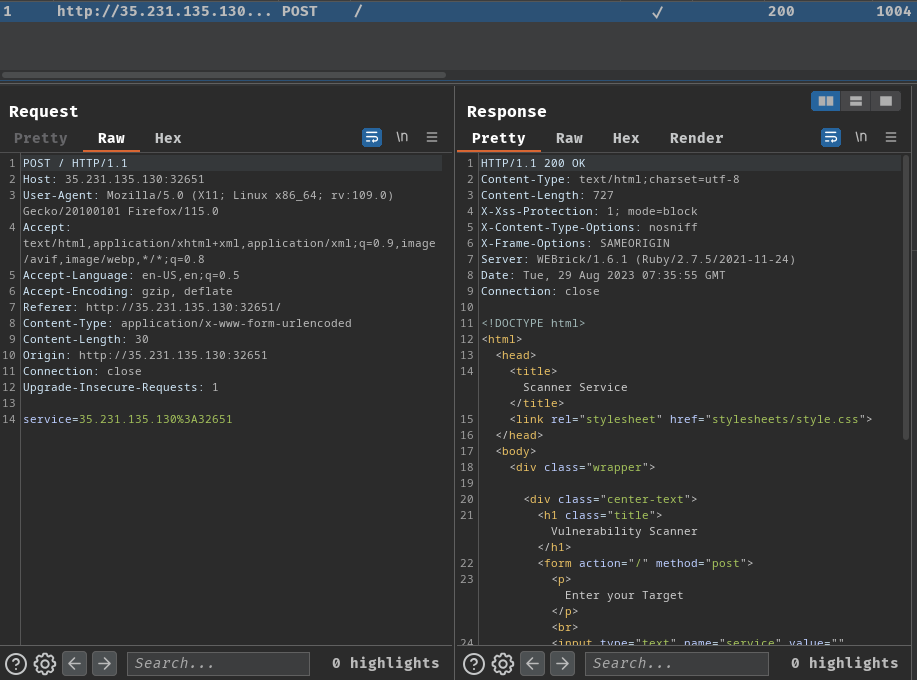 1 http://35.231.135.130... POST / ✓ 200 1004
Request
Pretty Raw Hex \n
1 POST / HTTP/1.1
2 Host: 35.231.135.130:32651
3 User-Agent: Mozilla/5.0 (X11; Linux x86_64; rv:109.0)
Gecko/20100101 Firefox/115.0
4 Accept:
text/html,application/xhtml+xml,application/xml;q=0.9,image
/avif,image/webp,*/*;q=0.8
5 Accept-Language: en-US,en;q=0.5
6 Accept-Encoding: gzip, deflate
7 Referer: http://35.231.135.130:32651/
8 Content-Type: application/x-www-form-urlencoded
9 Content-Length: 30
10 Origin: http://35.231.135.130:32651
11 Connection: close
12 Upgrade-Insecure-Requests: 1
13
14 service=35.231.135.130%3A32651
Search... 0 highlights
Response
Pretty Raw Hex Render \n
1 HTTP/1.1 200 OK
2 Content-Type: text/html;charset=utf-8
3 Content-Length: 727
4 X-Xss-Protection: 1; mode=block
5 X-Content-Type-Options: nosniff
6 X-Frame-Options: SAMEORIGIN
7 Server: WEBrick/1.6.1 (Ruby/2.7.5/2021-11-24)
8 Date: Tue, 29 Aug 2023 07:35:55 GMT
9 Connection: close
10
11 <!DOCTYPE html>
12 <html>
13 <head>
14 <title>
Scanner Service
</title>
15 <link rel="stylesheet" href="stylesheets/style.css">
16 </head>
17 <body>
18 <div class="wrapper">
19
20 <div class="center-text">
21 <h1 class="title">
Vulnerability Scanner
</h1>
22 <form action="/" method="post">
23 <p>
Enter your Target
</p>
<br>
24 <input type="text" name="service" value=""
Search... 0 highlights